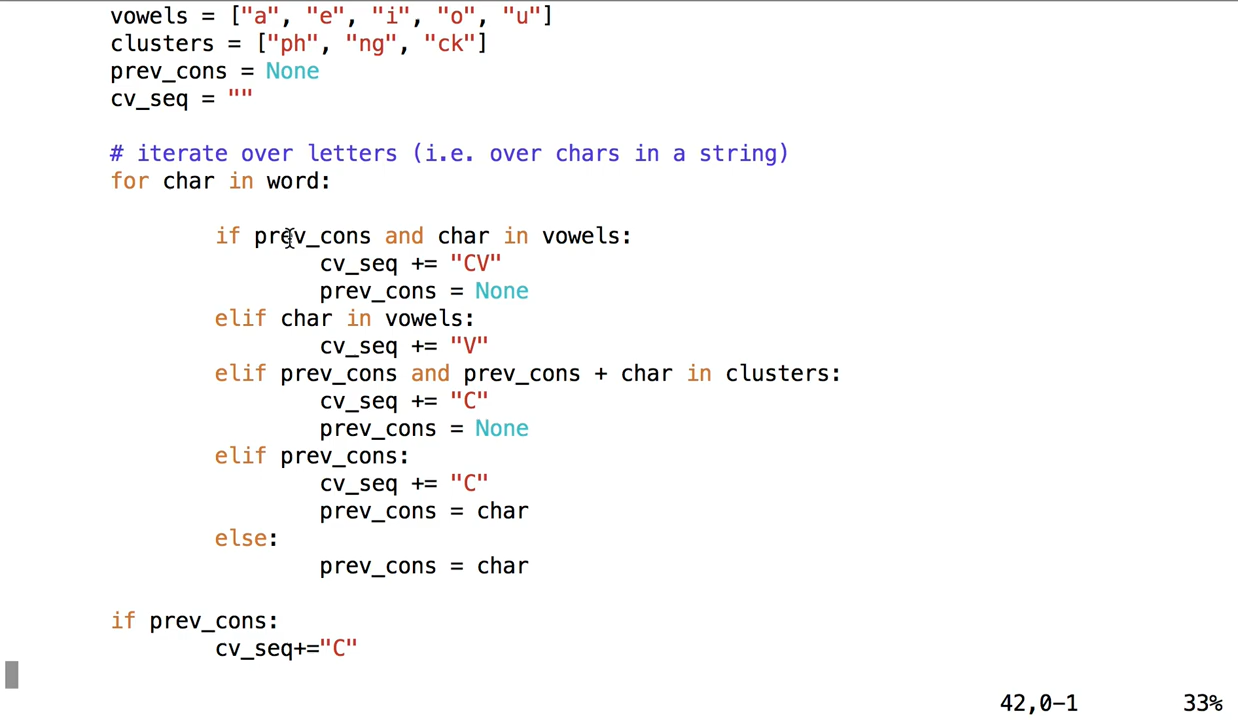 vowels = ["a", "e", "i", "o", "u"]
clusters = ["ph", "ng", "ck"]
prev_cons = None
cv_seq = ""
# iterate over letters (i.e. over chars in a string)
for char in word:
if prev_cons and char in vowels:
cv_seq += "CV"
prev_cons = None
elif char in vowels:
cv_seq += "V"
elif prev_cons and prev_cons + char in clusters:
cv_seq += "C"
prev_cons = None
elif prev_cons:
cv_seq += "C"
prev_cons = char
else:
prev_cons = char
if prev_cons:
cv_seq+="C"
42,0-1 33%